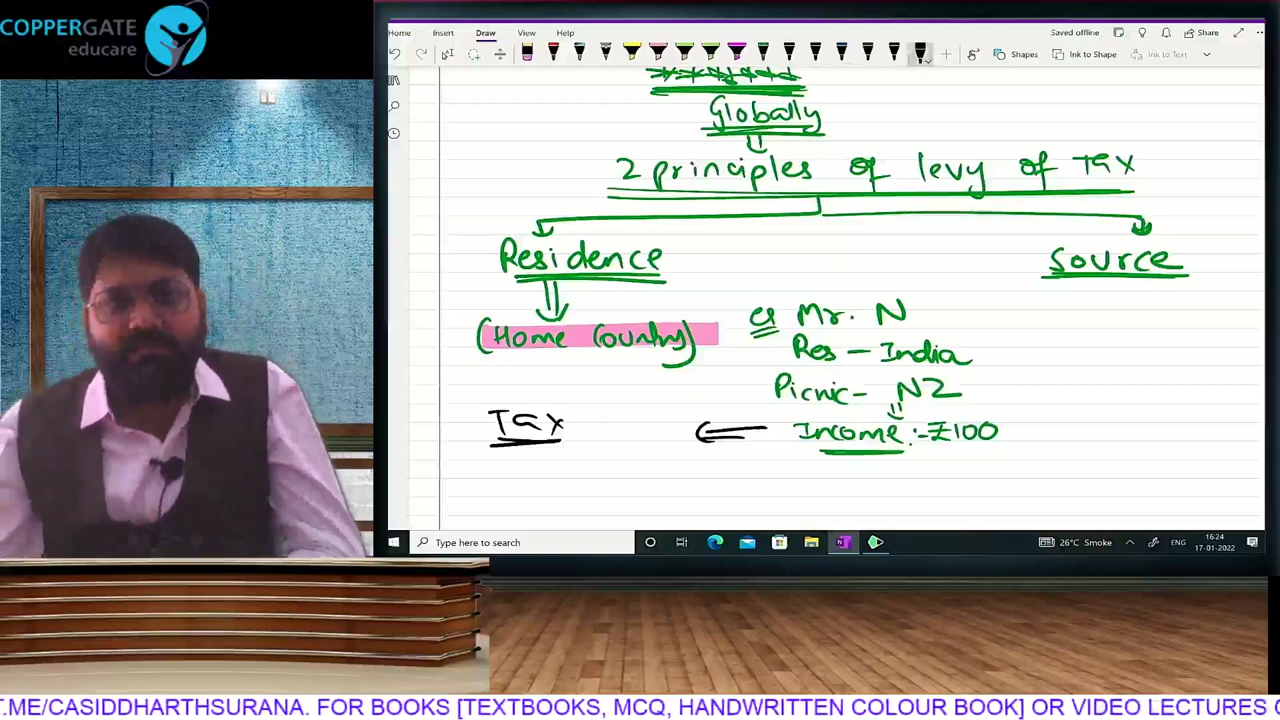 COPPERGATE
educare
Home Insert Draw View Help
Saved offline
Share
Shapes
Ink to Shape
Ink to Text
Globally
2 principles of levy of Tax
Residence
Source
(Home Country)
eg Mr. N
Res - India
Picnic - NZ
Tax
Income :- ₹100
Type here to search
26°C Smoke
ENG
16:24
17-01-2022
T.ME/CASIDDHARTHSURANA. FOR BOOKS [TEXTBOOKS, MCQ, HANDWRITTEN COLOUR BOOK] OR VIDEO LECTURES